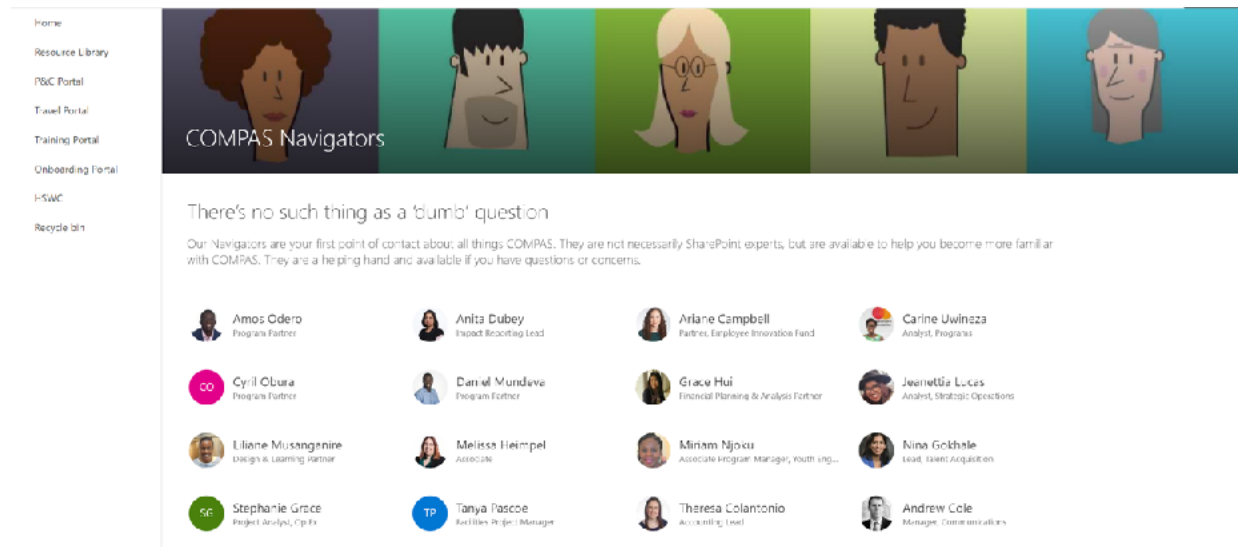 Home
Resource Library
P&C Portal
Travel Portal
Training Portal
Onboarding Portal
HSWC
Recycle bin
COMPAS Navigators
There's no such thing as a 'dumb' question
Our Navigators are your first point of contact about all things COMPAS. They are not necessarily SharePoint experts, but are available to help you become more familiar
with COMPAS. They are a helping hand and available if you have questions or concerns.
Amos Odero
Program Partner
Anita Dubey
Impact Reporting Lead
Ariane Campbell
Partner, Employee Innovation Fund
Carine Uwineza
Analyst, Programs
CO
Cyril Obura
Program Partner
Daniel Mundeva
Program Partner
Grace Hui
Financial Planning & Analysis Partner
Jeanettia Lucas
Analyst, Strategic Operations
Liliane Musanganire
Design & Learning Partner
Melissa Heimpel
Associate
Miriam Njoku
Associate Program Manager, Youth Eng...
Nina Gokhale
Lead, Talent Acquisition
SG
Stephanie Grace
Project Analyst, Op Ex
TP
Tanya Pascoe
Facilities Project Manager
Theresa Colantonio
Accounting Lead
Andrew Cole
Manager, Communications